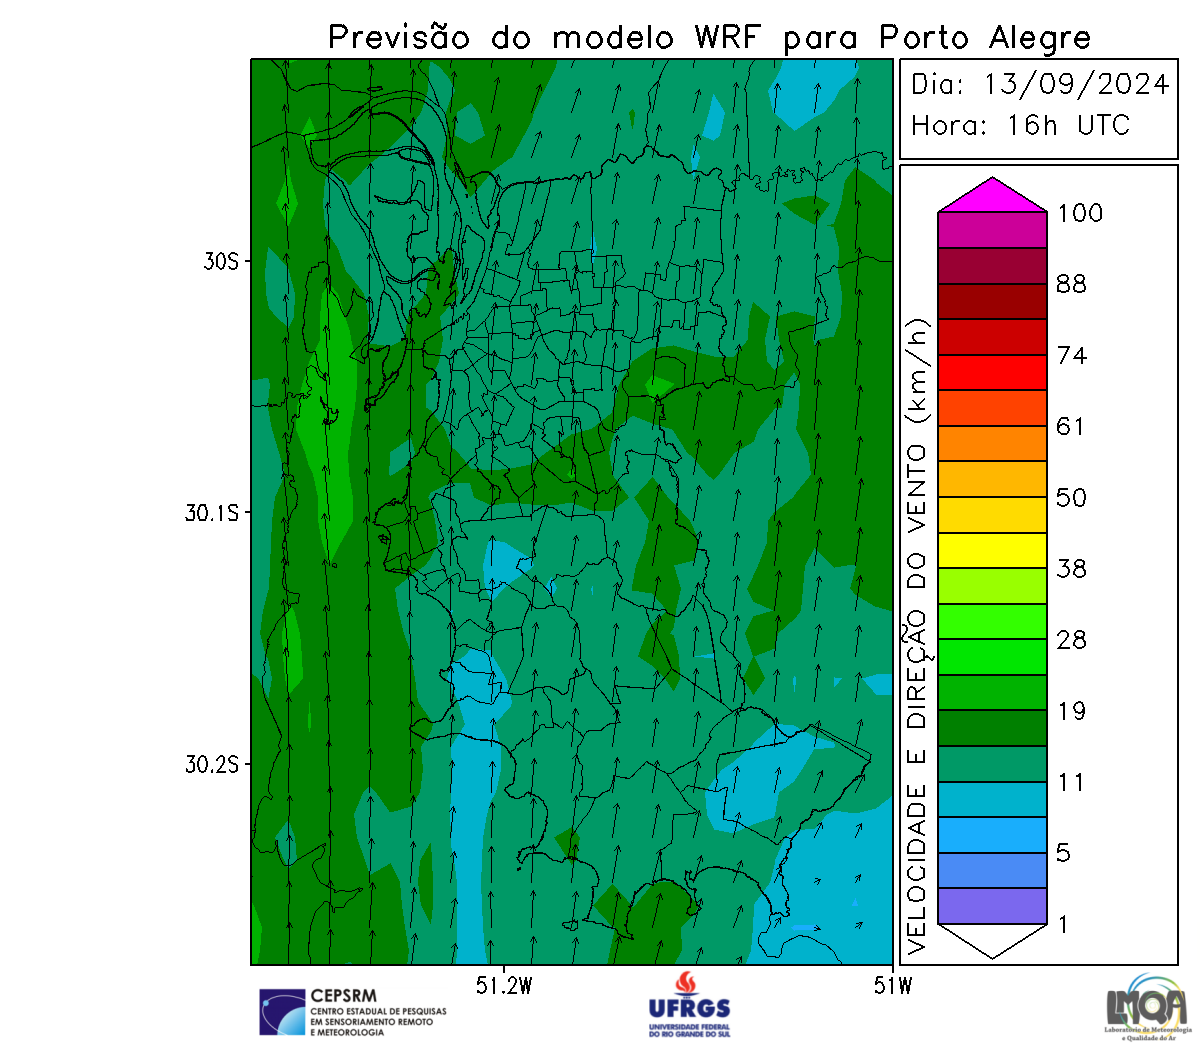 Previsão do modelo WRF para Porto Alegre
Dia: 13/09/2024
Hora: 16h UTC
VELOCIDADE E DIREÇÃO DO VENTO (km/h)
100
88
74
61
50
38
28
19
11
5
1
30S
30.1S
30.2S
51.2W
51W
CEPSRM
CENTRO ESTADUAL DE PESQUISAS
EM SENSORIAMENTO REMOTO
E METEOROLOGIA
UFRGS
UNIVERSIDADE FEDERAL
DO RIO GRANDE DO SUL
LMQA
Laboratório de Meteorologia
e Qualidade do Ar